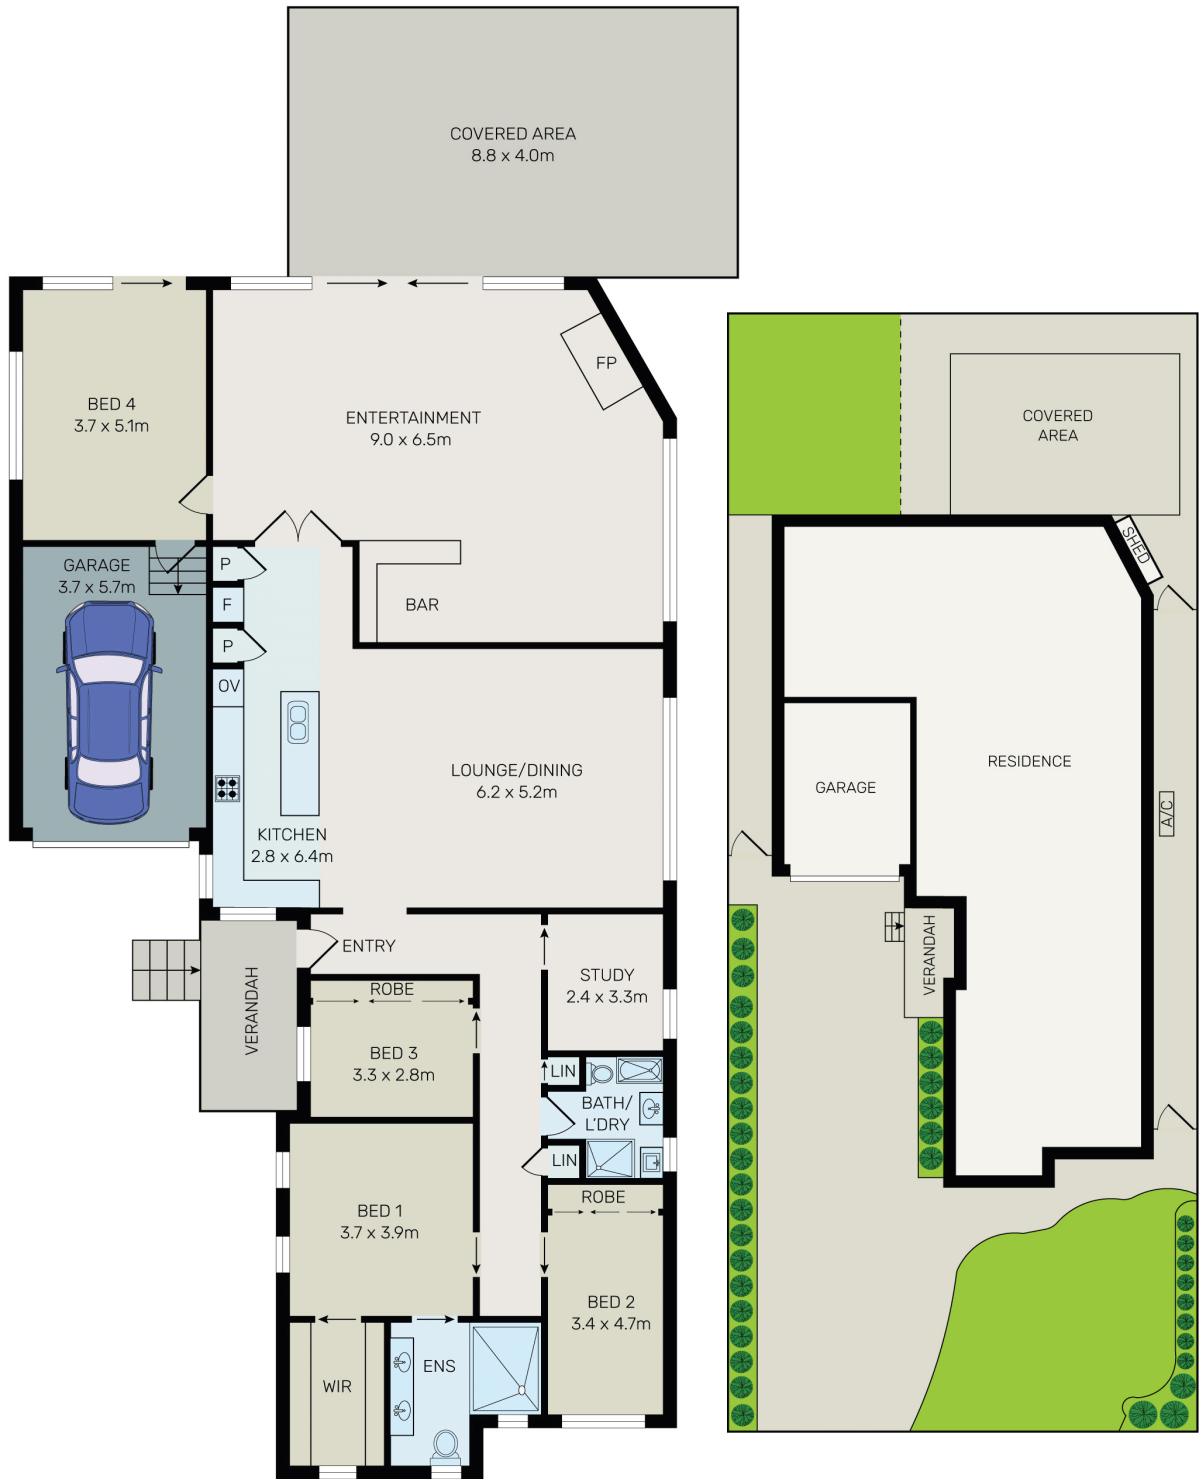 COVERED AREA
8.8 x 4.0m
BED 4
3.7 x 5.1m
ENTERTAINMENT
9.0 x 6.5m
FP
GARAGE
3.7 x 5.7m
P
F
P
OV
BAR
LOUNGE/DINING
6.2 x 5.2m
KITCHEN
2.8 x 6.4m
ENTRY
VERANDAH
STUDY
2.4 x 3.3m
ROBE
BED 3
3.3 x 2.8m
LIN
BATH/
L'DRY
LIN
ROBE
BED 1
3.7 x 3.9m
BED 2
3.4 x 4.7m
WIR
ENS
COVERED
AREA
SHED
RESIDENCE
GARAGE
A/C
VERANDAH